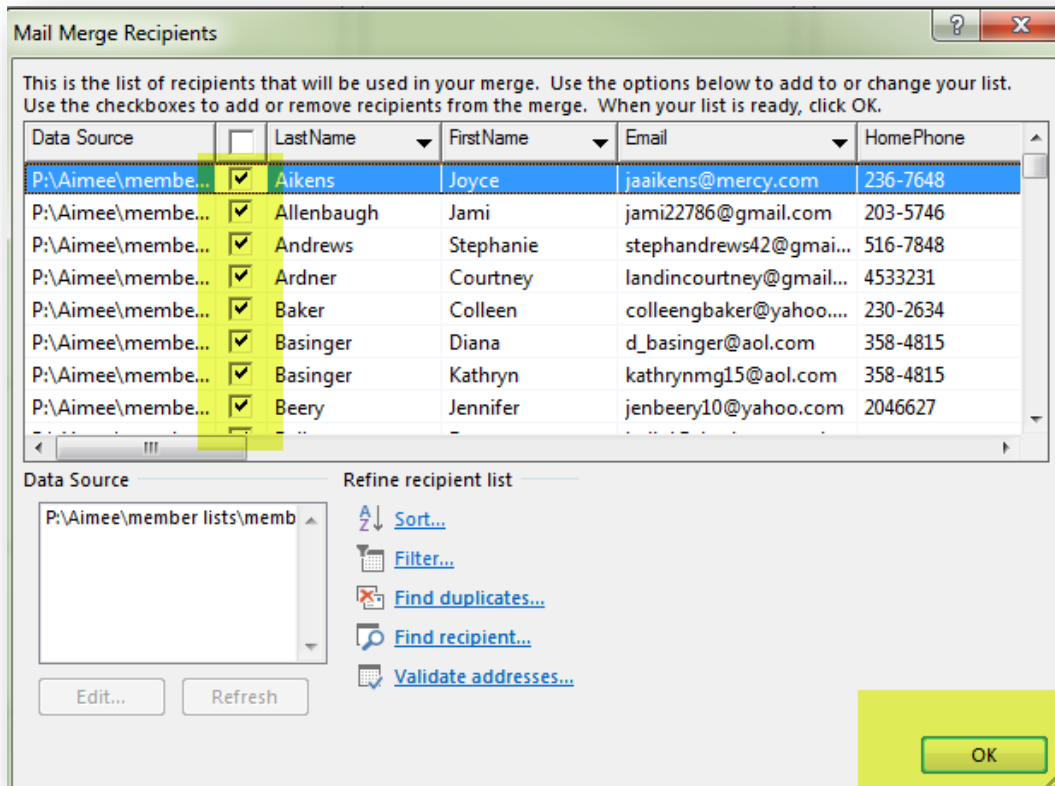 Mail Merge Recipients
This is the list of recipients that will be used in your merge. Use the options below to add to or change your list.
Use the checkboxes to add or remove recipients from the merge. When your list is ready, click OK.
Data Source LastName FirstName Email HomePhone
P:\Aimee\membe... Aikens Joyce jaaikens@mercy.com 236-7648
P:\Aimee\membe... Allenbaugh Jami jami22786@gmail.com 203-5746
P:\Aimee\membe... Andrews Stephanie stephandrews42@gmai... 516-7848
P:\Aimee\membe... Ardner Courtney landincourtney@gmail... 4533231
P:\Aimee\membe... Baker Colleen colleengbaker@yahoo.... 230-2634
P:\Aimee\membe... Basinger Diana d_basinger@aol.com 358-4815
P:\Aimee\membe... Basinger Kathryn kathrynmg15@aol.com 358-4815
P:\Aimee\membe... Beery Jennifer jenbeery10@yahoo.com 2046627
Data Source Refine recipient list
P:\Aimee\member lists\memb
Sort...
Filter...
Find duplicates...
Find recipient...
Validate addresses...
Edit... Refresh
OK